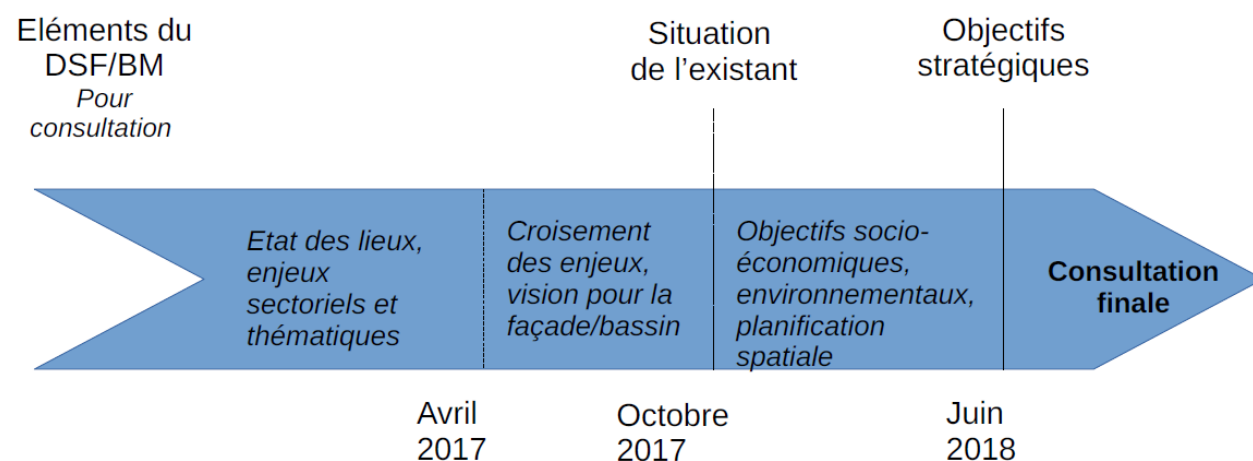 Eléments du
DSF/BM
Pour
consultation
Situation
de l’existant
Objectifs
stratégiques
Etat des lieux,
enjeux
sectoriels et
thématiques
Croisement
des enjeux,
vision pour la
façade/bassin
Objectifs socio-
économiques,
environnementaux,
planification
spatiale
Consultation
finale
Avril
2017
Octobre
2017
Juin
2018